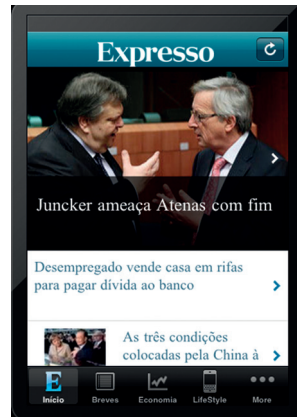 Expresso
Juncker ameaça Atenas com fim
Desempregado vende casa em rifas
para pagar dívida ao banco
As três condições
colocadas pela China à
E
Início
Breves
Economia
LifeStyle
More